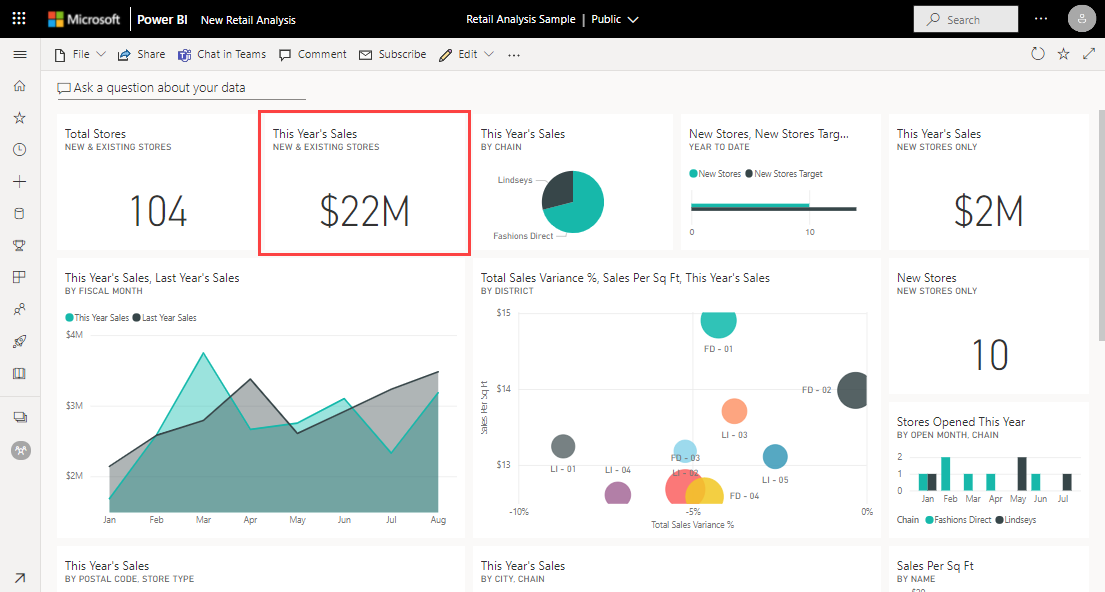 Microsoft Power BI New Retail Analysis Retail Analysis Sample | Public Search
File Share Chat in Teams Comment Subscribe Edit
Ask a question about your data
Total Stores
NEW & EXISTING STORES
104
This Year's Sales
NEW & EXISTING STORES
$22M
This Year's Sales
BY CHAIN
Lindseys
Fashions Direct
New Stores, New Stores Targ...
YEAR TO DATE
New Stores New Stores Target
0 10
This Year's Sales
NEW STORES ONLY
$2M
This Year's Sales, Last Year's Sales
BY FISCAL MONTH
This Year Sales Last Year Sales
$4M
$3M
$2M
Jan Feb Mar Apr May Jun Jul Aug
Total Sales Variance %, Sales Per Sq Ft, This Year's Sales
BY DISTRICT
Sales Per Sq Ft
$15
FD - 01
$14
FD - 02
LI - 03
LI - 01
FD - 03
$13
LI - 04
LI - 02
LI - 05
FD - 04
-10% -5% 0%
Total Sales Variance %
New Stores
NEW STORES ONLY
10
Stores Opened This Year
BY OPEN MONTH, CHAIN
2
1
0
Jan Feb Mar Apr May Jun Jul
Chain Fashions Direct Lindseys
This Year's Sales
BY POSTAL CODE, STORE TYPE
This Year's Sales
BY CITY, CHAIN
Sales Per Sq Ft
BY NAME
$20